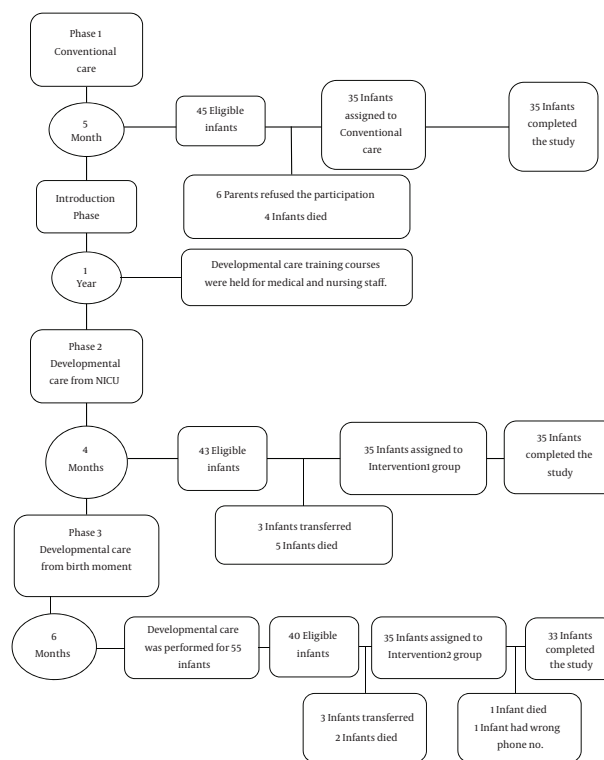 Phase 1
Conventional
care
5
Month
45 Eligible
infants
35 Infants
assigned to
Conventional
care
35 Infants
completed
the study
6 Parents refused the participation
4 Infants died
Introduction
Phase
1
Year
Developmental care training courses
were held for medical and nursing staff.
Phase 2
Developmental
care from NICU
4
Months
43 Eligible
infants
35 Infants assigned to
Intervention1 group
35 Infants
completed the
study
3 Infants transferred
5 Infants died
Phase 3
Developmental care
from birth moment
6
Months
Developmental care
was performed for 55
infants
40 Eligible
infants
35 Infants assigned to
Intervention2 group
33 Infants
completed
the study
3 Infants transferred
2 Infants died
1 Infant died
1 Infant had wrong
phone no.